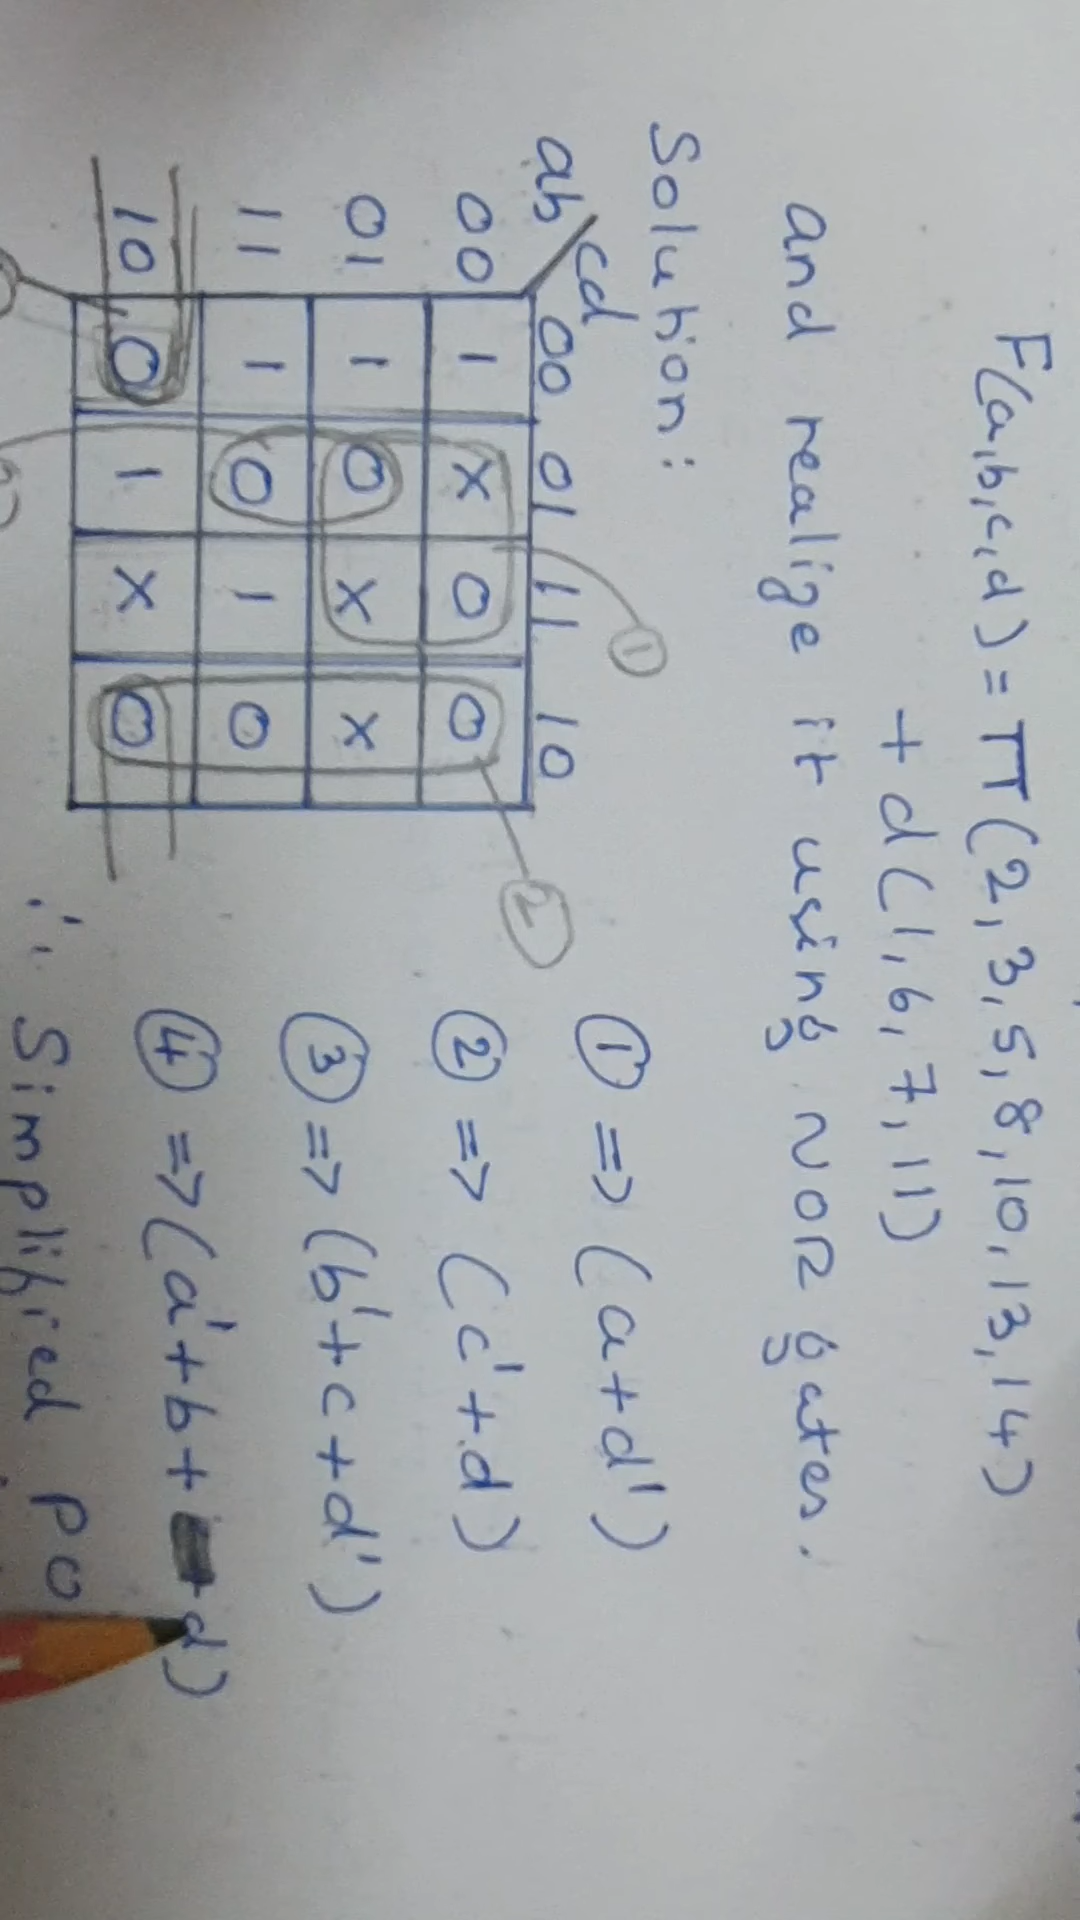 F(a,b,c,d) = π(2,3,5,8,10,13,14)
+ d(1,6,7,11)
and realize it using NOR gates.
Solution:
ab cd 00 01 11 10
00 1 x 0 0
01 1 0 x x
11 1 0 1 0
10 0 1 x 0
①
②
① => (a+d')
② => (c'+d)
③ => (b'+c+d')
④ => (a'+b+d)
∴ Simplified PO